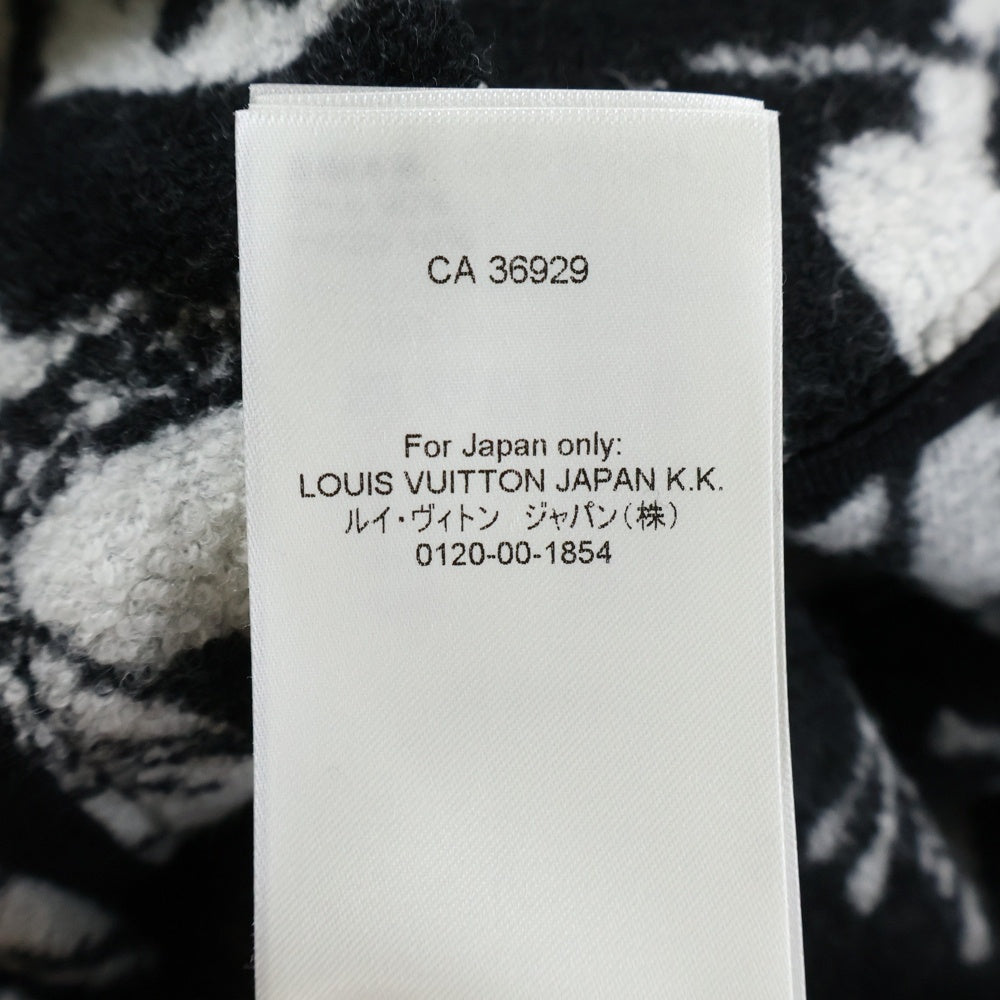 CA 36929
For Japan only:
LOUIS VUITTON JAPAN K.K.
ルイ・ヴィトン　ジャパン(株)
0120-00-1854